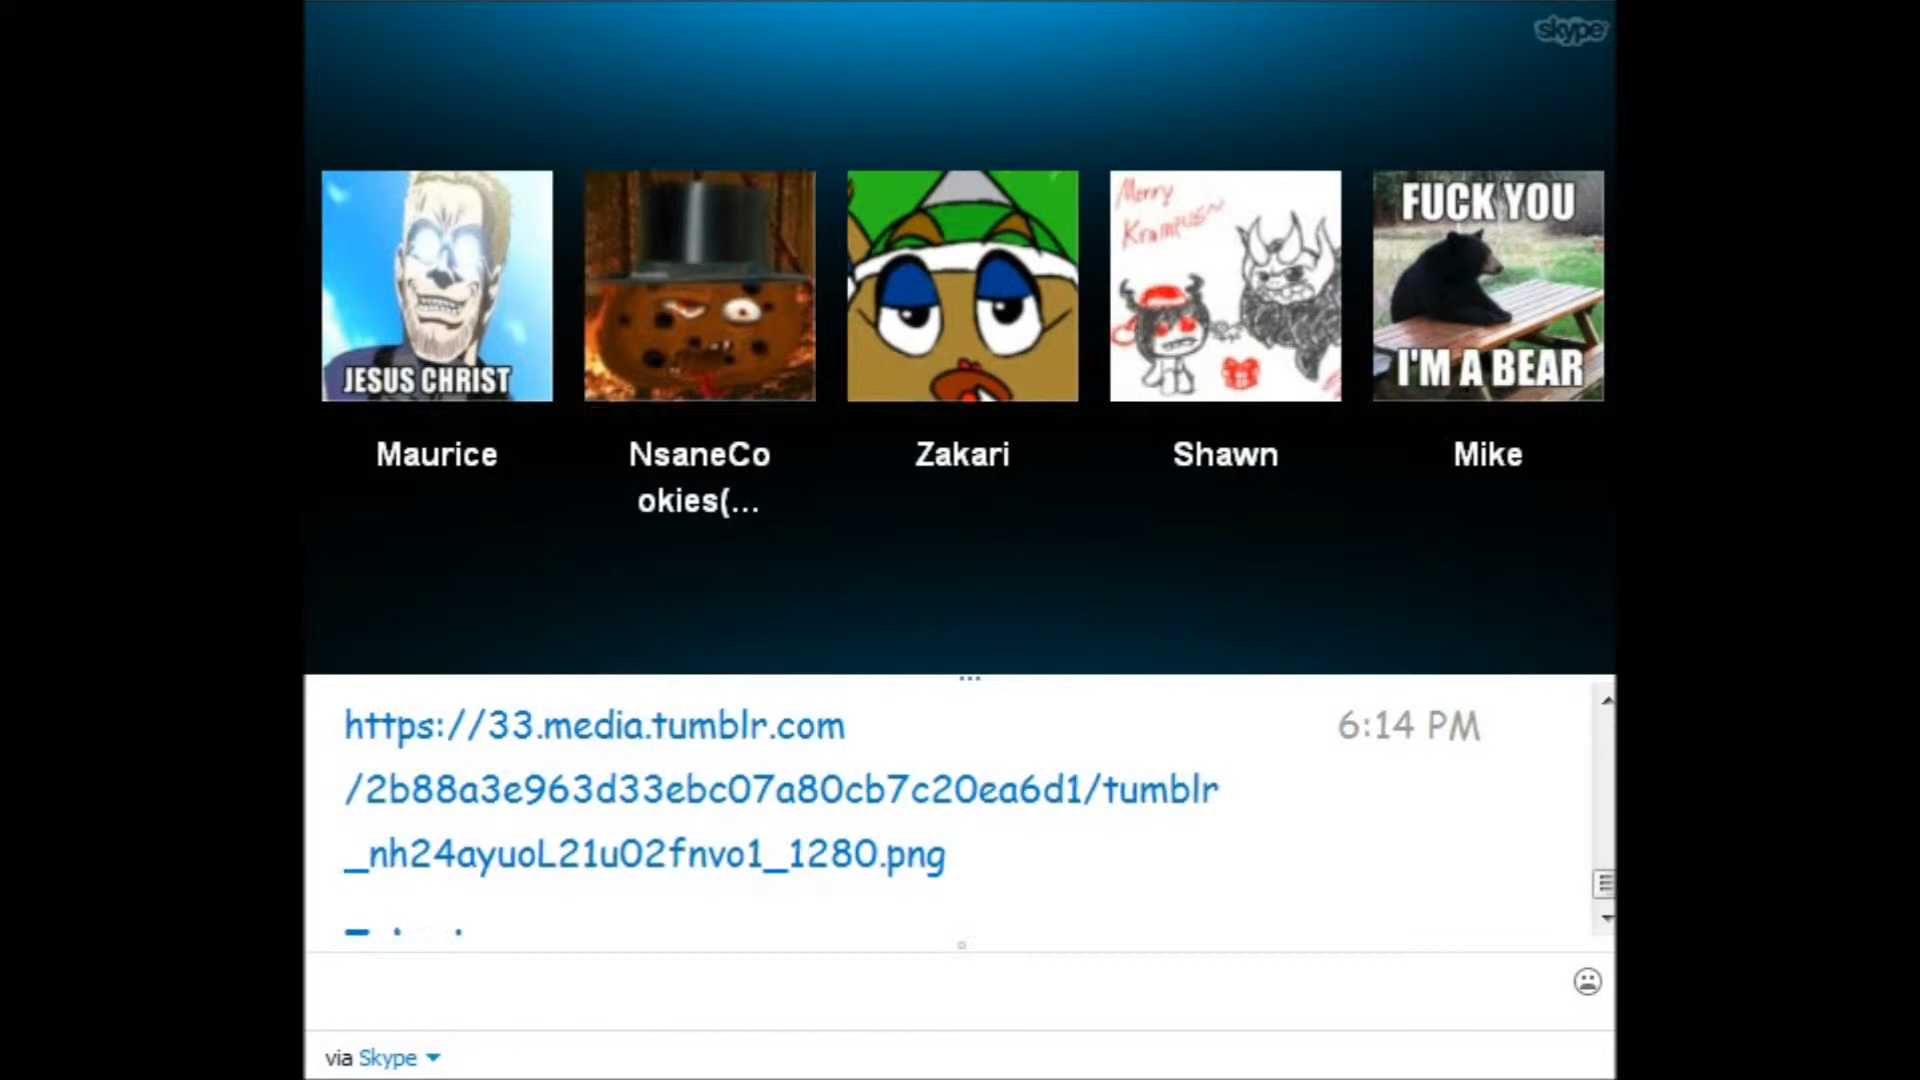 skype
JESUS CHRIST
Merry
Krampus
FUCK YOU
I'M A BEAR
Maurice
NsaneCo
okies(...
Zakari
Shawn
Mike
https://33.media.tumblr.com
6:14 PM
/2b88a3e963d33ebc07a80cb7c20ea6d1/tumblr
_nh24ayuoL21u02fnvo1_1280.png
via Skype